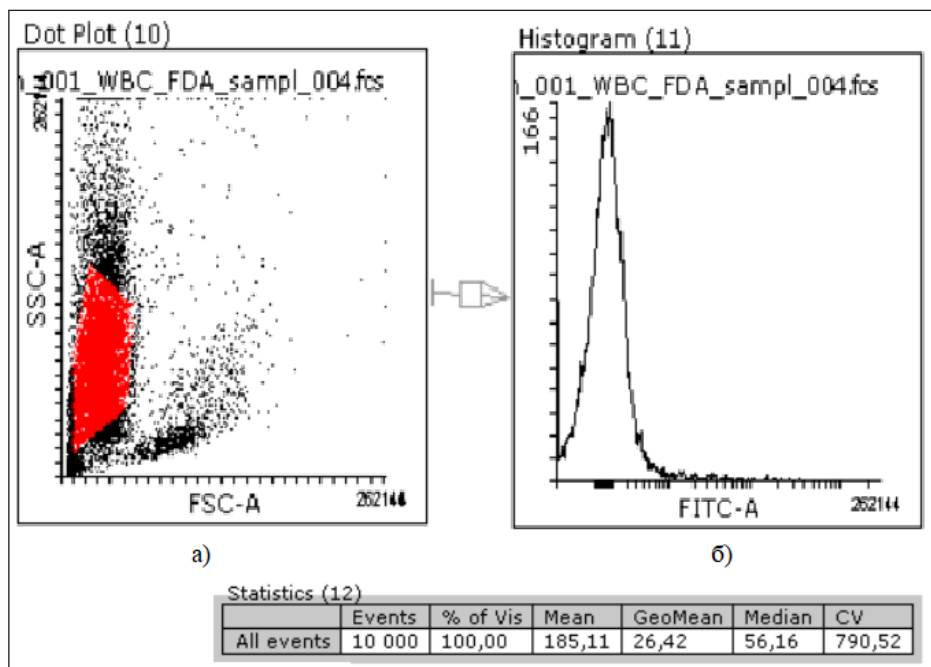 Dot Plot (10)
_001_WBC_FDA_sampl_004.fcs
SSC-A
FSC-A
262144
а)
Histogram (11)
_001_WBC_FDA_sampl_004.fcs
166
FITC-A
262144
б)
Statistics (12)
Events % of Vis Mean GeoMean Median CV
All events 10 000 100,00 185,11 26,42 56,16 790,52